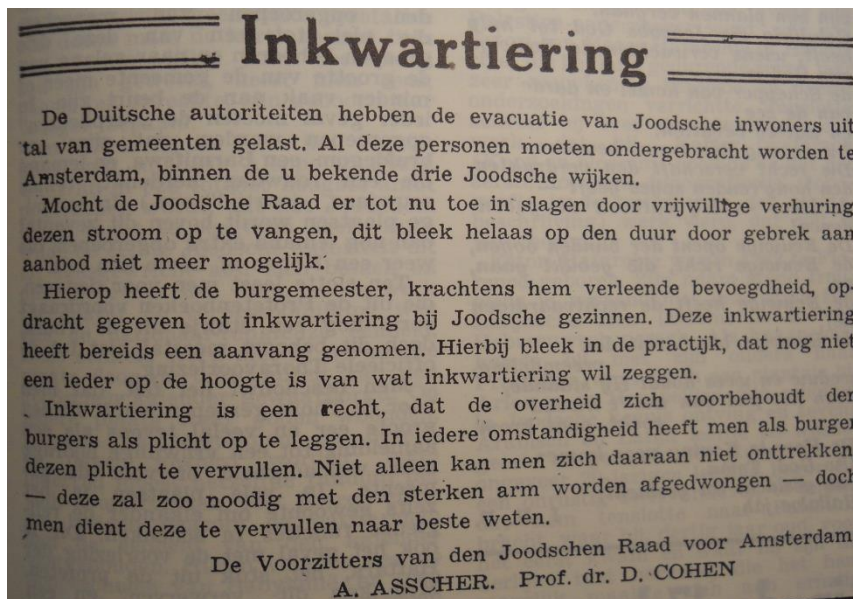 Inkwartiering
De Duitsche autoriteiten hebben de evacuatie van Joodsche inwoners uit
tal van gemeenten gelast. Al deze personen moeten ondergebracht worden te
Amsterdam, binnen de u bekende drie Joodsche wijken.
Mocht de Joodsche Raad er tot nu toe in slagen door vrijwillige verhuring
dezen stroom op te vangen, dit bleek helaas op den duur door gebrek aan
aanbod niet meer mogelijk.
Hierop heeft de burgemeester, krachtens hem verleende bevoegdheid, op-
dracht gegeven tot inkwartiering bij Joodsche gezinnen. Deze inkwartiering
heeft bereids een aanvang genomen. Hierbij bleek in de practijk, dat nog niet
een ieder op de hoogte is van wat inkwartiering wil zeggen.
Inkwartiering is een recht, dat de overheid zich voorbehoudt den
burgers als plicht op te leggen. In iedere omstandigheid heeft men als burger
dezen plicht te vervullen. Niet alleen kan men zich daaraan niet onttrekken
— deze zal zoo noodig met den sterken arm worden afgedwongen — doch
men dient deze te vervullen naar beste weten.
De Voorzitters van den Joodschen Raad voor Amsterdam
A. ASSCHER. Prof. dr. D. COHEN